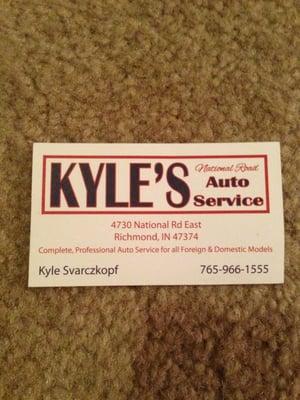 KYLE'S
National Road
Auto
Service
4730 National Rd East
Richmond, IN 47374
Complete, Professional Auto Service for all Foreign & Domestic Models
Kyle Svarczkopf
765-966-1555